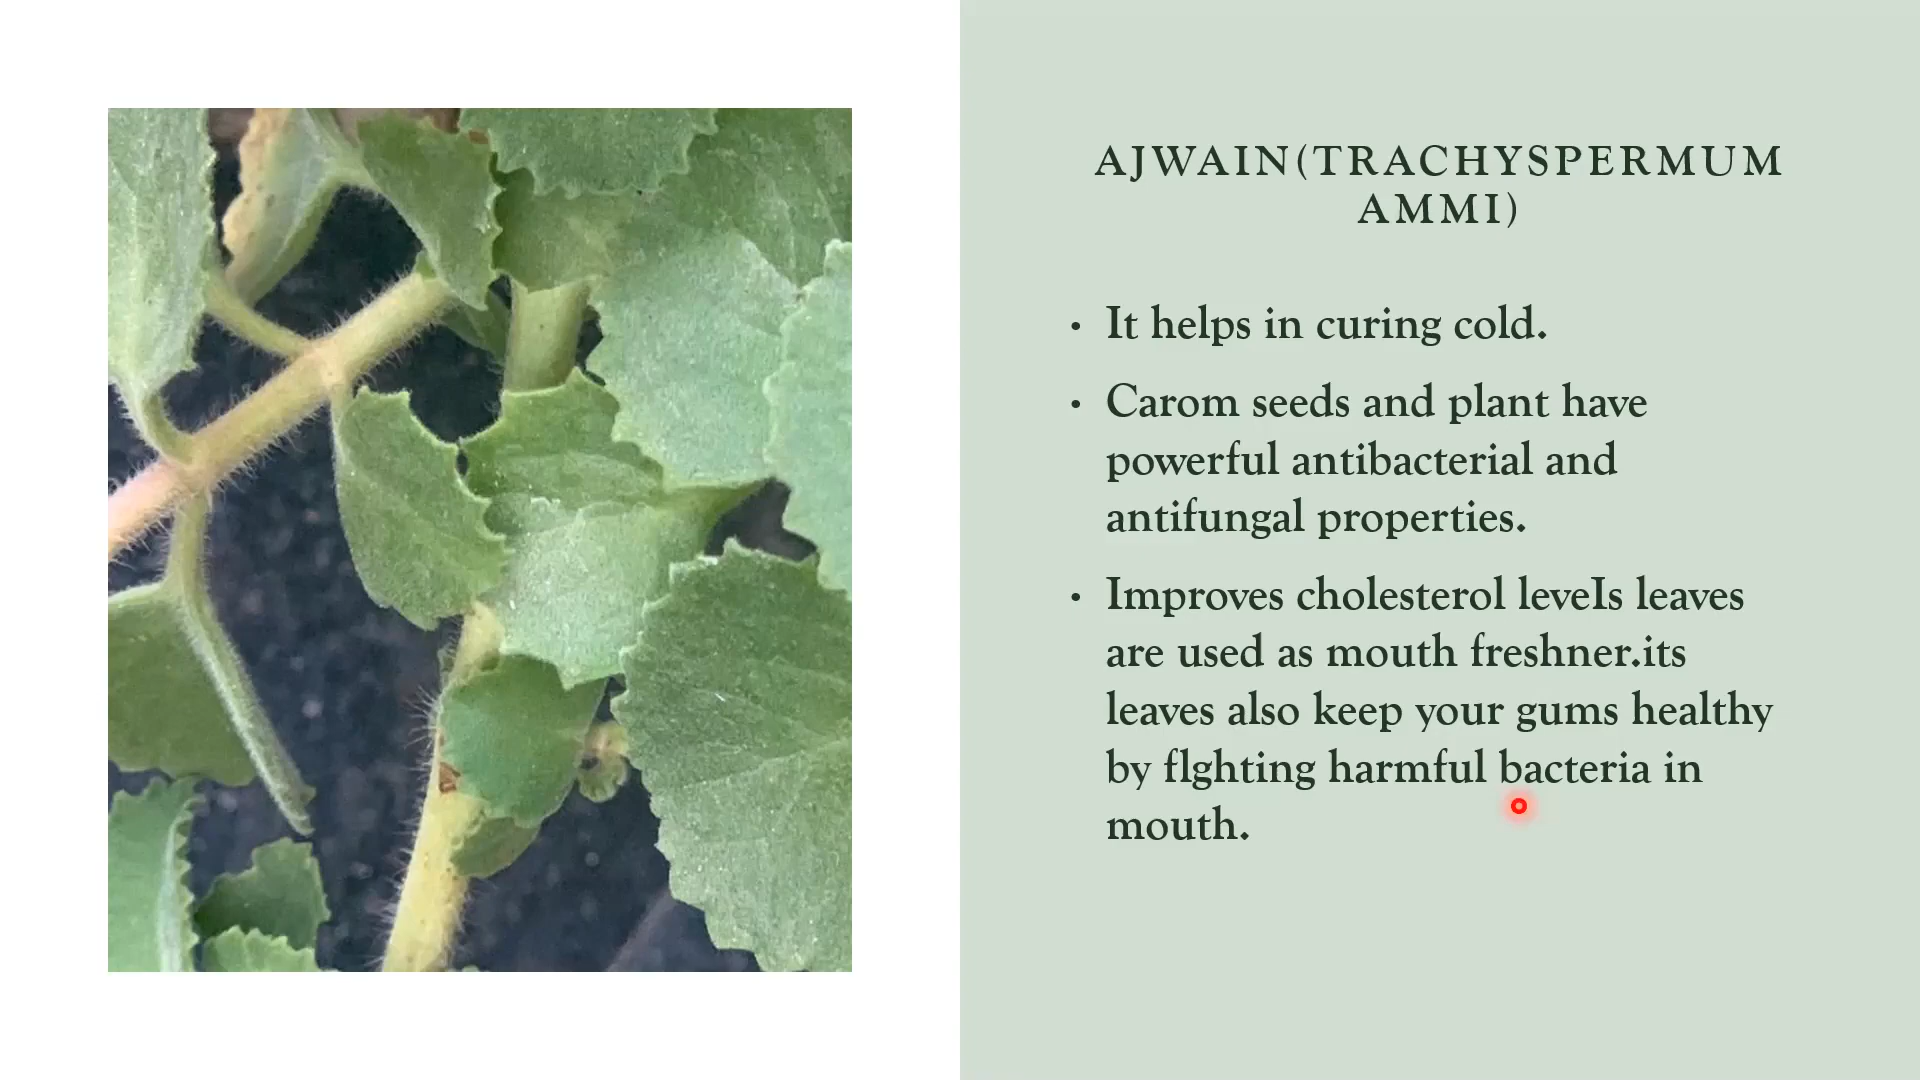 AJWAIN(TRACHYSPERMUM
AMMI)
• It helps in curing cold.
• Carom seeds and plant have
powerful antibacterial and
antifungal properties.
• Improves cholesterol leveIs leaves
are used as mouth freshner.its
leaves also keep your gums healthy
by flghting harmful bacteria in
mouth.